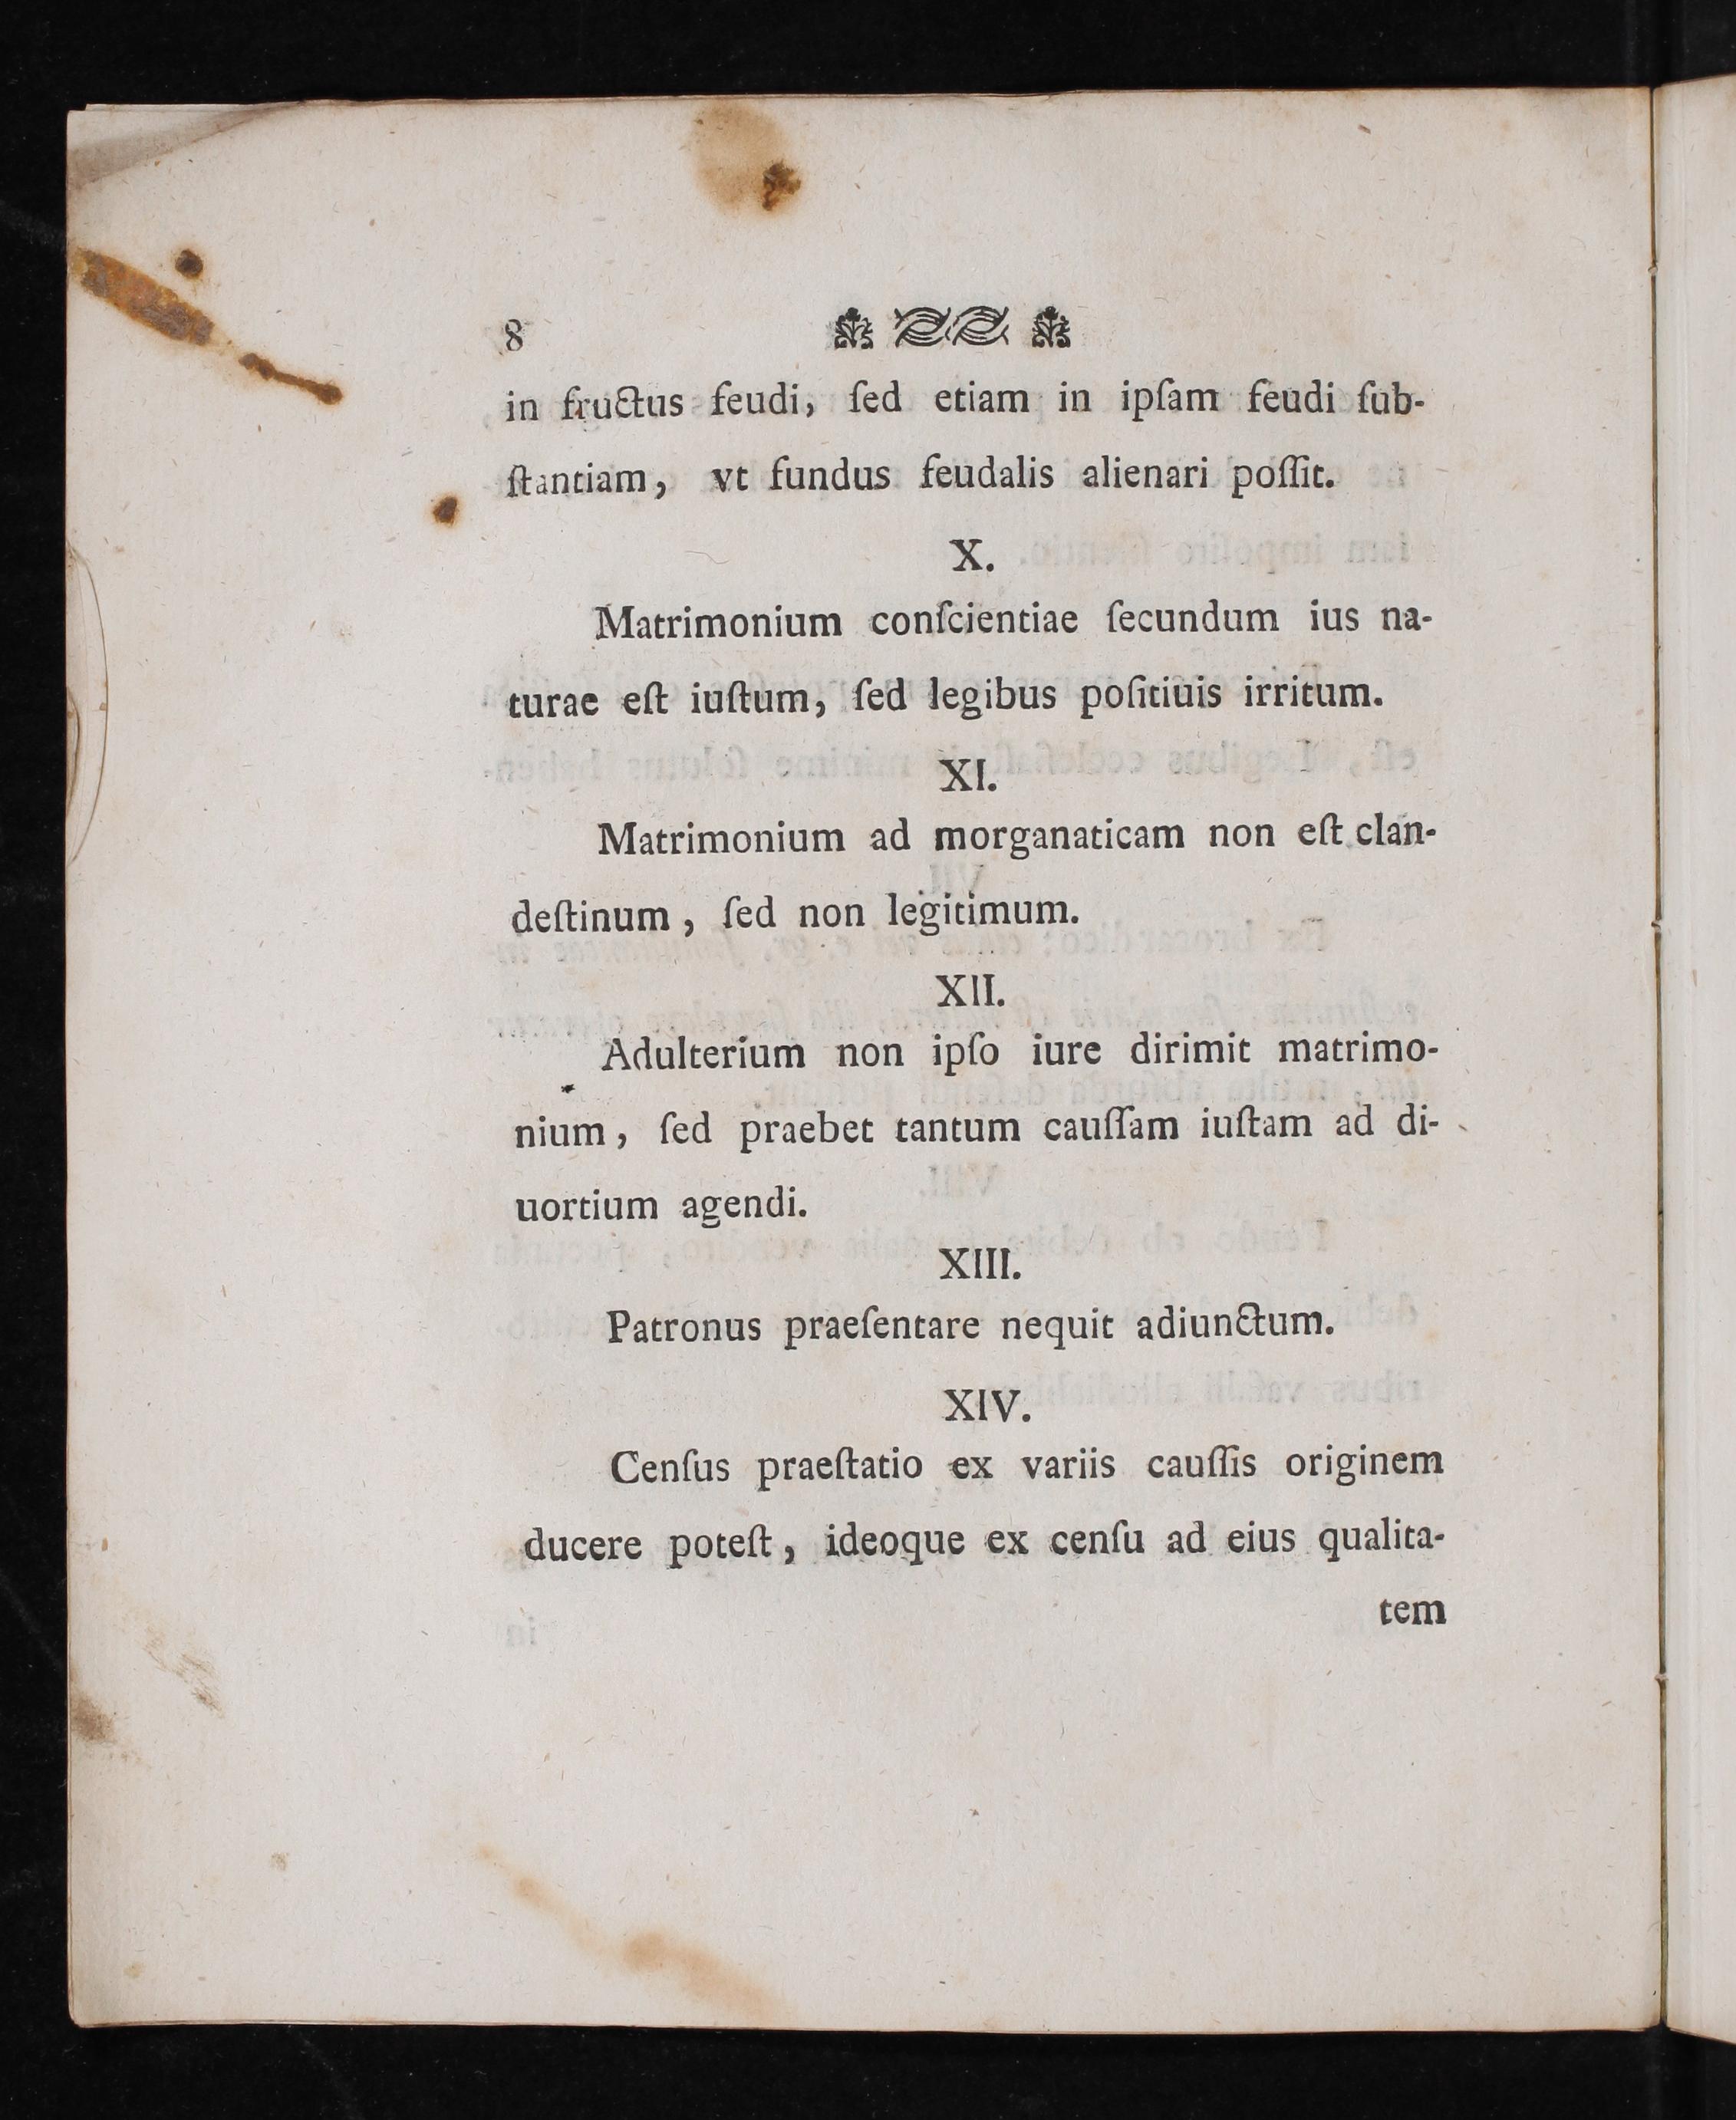 8
in fructus feudi, ſed etiam in ipſam feudi ſub-
ſtantiam, vt fundus feudalis alienari poſſit.
X.
Matrimonium conſcientiae ſecundum ius na-
turae eſt iuſtum, ſed legibus poſitiuis irritum.
XI.
Matrimonium ad morganaticam non eſt clan-
deſtinum, ſed non legitimum.
XII.
Adulterium non ipſo iure dirimit matrimo-
nium, ſed praebet tantum cauſſam iuſtam ad di-
uortium agendi.
XIII.
Patronus praeſentare nequit adiunctum.
XIV.
Cenſus praeſtatio ex variis cauſſis originem
ducere poteſt, ideoque ex cenſu ad eius qualita-
tem